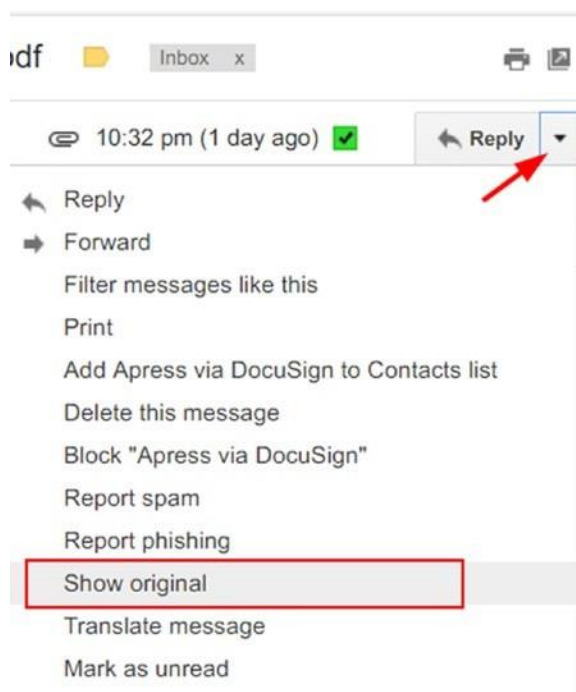 odf Inbox x
10:32 pm (1 day ago) Reply
Reply
Forward
Filter messages like this
Print
Add Apress via DocuSign to Contacts list
Delete this message
Block "Apress via DocuSign"
Report spam
Report phishing
Show original
Translate message
Mark as unread